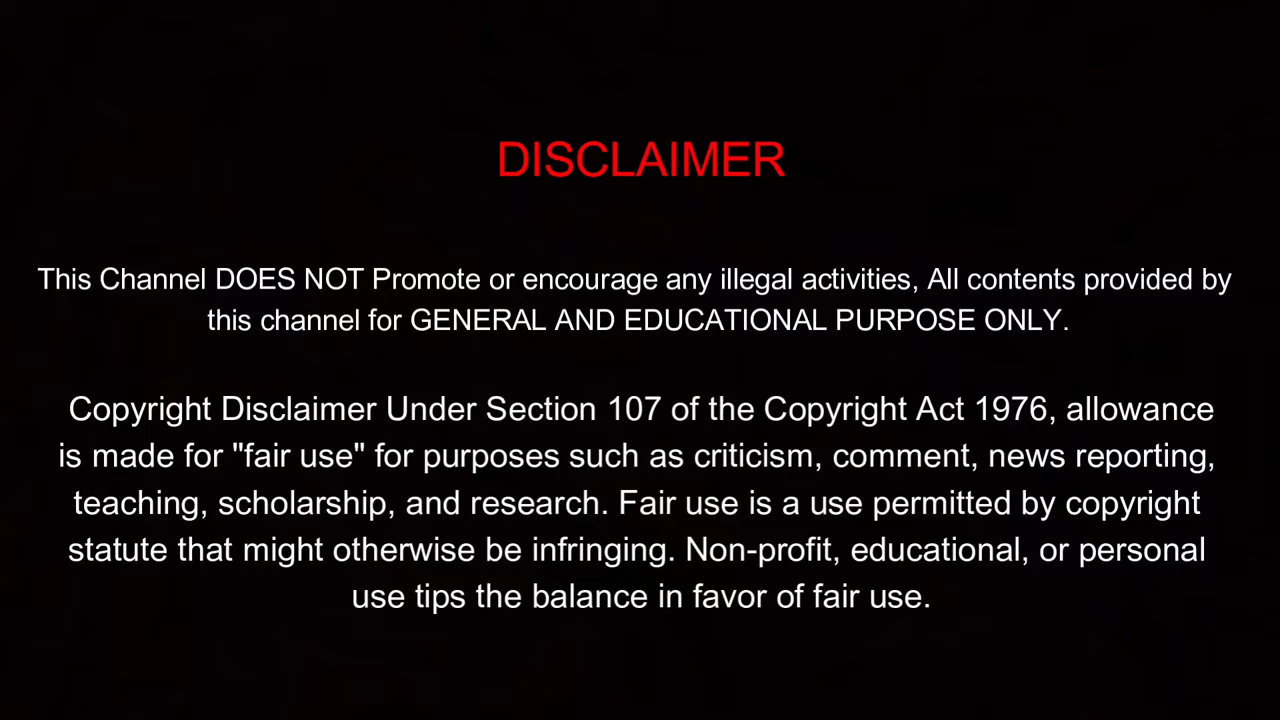 DISCLAIMER
This Channel DOES NOT Promote or encourage any illegal activities, All contents provided by
this channel for GENERAL AND EDUCATIONAL PURPOSE ONLY.
Copyright Disclaimer Under Section 107 of the Copyright Act 1976, allowance
is made for "fair use" for purposes such as criticism, comment, news reporting,
teaching, scholarship, and research. Fair use is a use permitted by copyright
statute that might otherwise be infringing. Non-profit, educational, or personal
use tips the balance in favor of fair use.